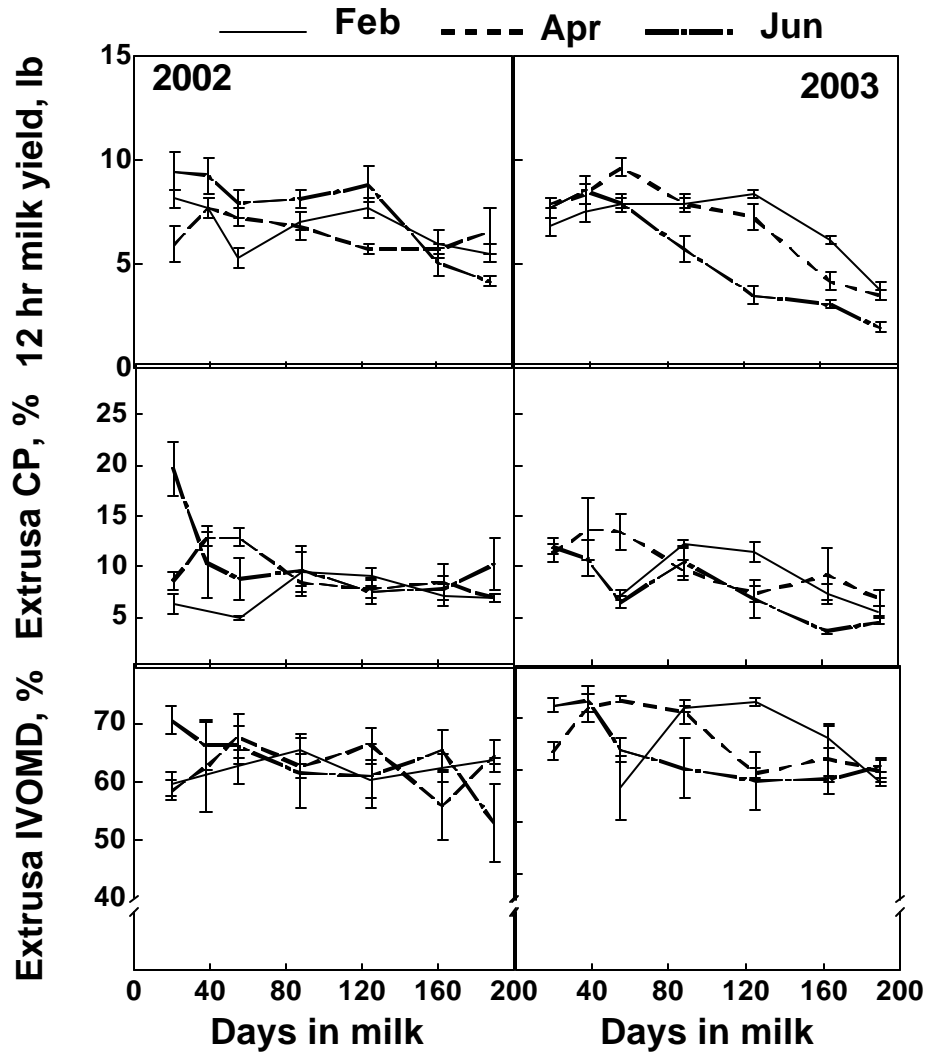 Feb Apr Jun
12 hr milk yield, lb
15
10
5
0
2002
2003
Extrusa CP, %
25
20
15
10
5
Extrusa IVOMD, %
70
60
50
40
0 40 80 120 160 200 40 80 120 160 200
Days in milk Days in milk